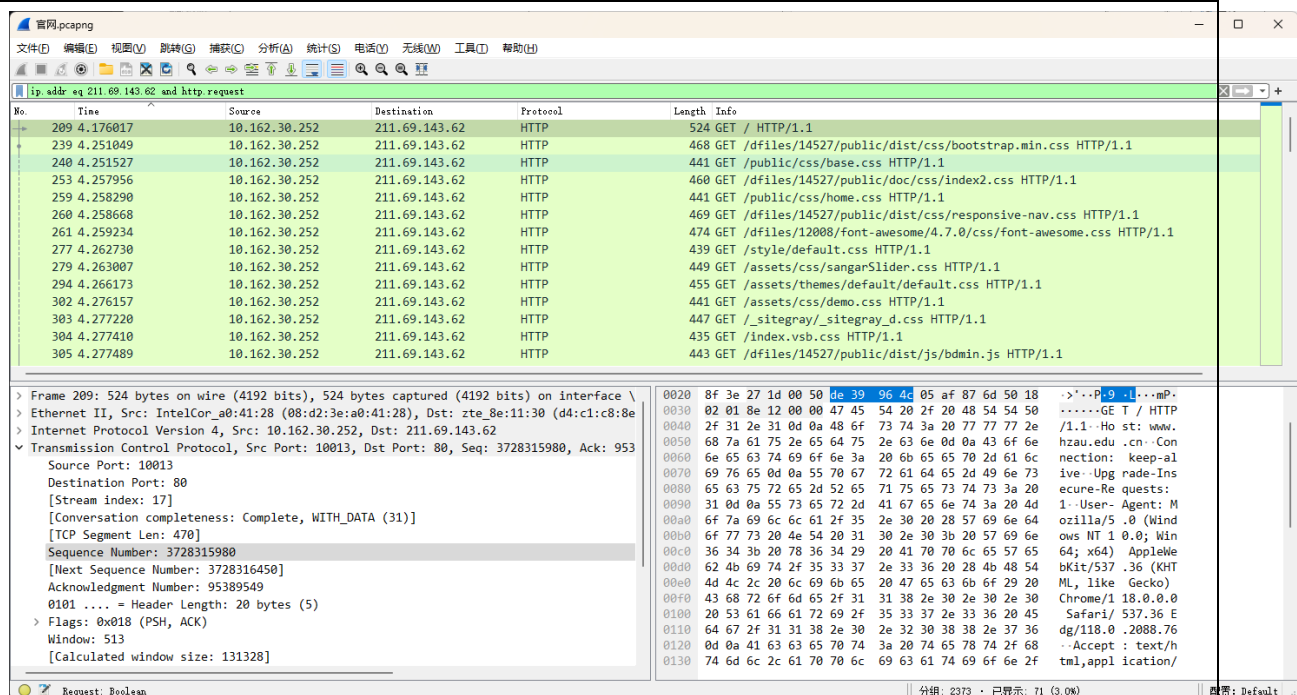 官网.pcapng
文件(F) 编辑(E) 视图(V) 跳转(G) 捕获(C) 分析(A) 统计(S) 电话(Y) 无线(W) 工具(T) 帮助(H)
ip.addr eq 211.69.143.62 and http.request
No. Time Source Destination Protocol Length Info
209 4.176017 10.162.30.252 211.69.143.62 HTTP 524 GET / HTTP/1.1
239 4.251049 10.162.30.252 211.69.143.62 HTTP 468 GET /dfiles/14527/public/dist/css/bootstrap.min.css HTTP/1.1
240 4.251527 10.162.30.252 211.69.143.62 HTTP 441 GET /public/css/base.css HTTP/1.1
253 4.257956 10.162.30.252 211.69.143.62 HTTP 460 GET /dfiles/14527/public/doc/css/index2.css HTTP/1.1
259 4.258290 10.162.30.252 211.69.143.62 HTTP 441 GET /public/css/home.css HTTP/1.1
260 4.258668 10.162.30.252 211.69.143.62 HTTP 469 GET /dfiles/14527/public/dist/css/responsive-nav.css HTTP/1.1
261 4.259234 10.162.30.252 211.69.143.62 HTTP 474 GET /dfiles/12008/font-awesome/4.7.0/css/font-awesome.css HTTP/1.1
277 4.262730 10.162.30.252 211.69.143.62 HTTP 439 GET /style/default.css HTTP/1.1
279 4.263007 10.162.30.252 211.69.143.62 HTTP 449 GET /assets/css/sangarSlider.css HTTP/1.1
294 4.266173 10.162.30.252 211.69.143.62 HTTP 455 GET /assets/themes/default/default.css HTTP/1.1
302 4.276157 10.162.30.252 211.69.143.62 HTTP 441 GET /assets/css/demo.css HTTP/1.1
303 4.277220 10.162.30.252 211.69.143.62 HTTP 447 GET /_sitegray/_sitegray_d.css HTTP/1.1
304 4.277410 10.162.30.252 211.69.143.62 HTTP 435 GET /index.vsb.css HTTP/1.1
305 4.277489 10.162.30.252 211.69.143.62 HTTP 443 GET /dfiles/14527/public/dist/js/bdmin.js HTTP/1.1
Frame 209: 524 bytes on wire (4192 bits), 524 bytes captured (4192 bits) on interface \
Ethernet II, Src: IntelCor_a0:41:28 (08:d2:3e:a0:41:28), Dst: zte_8e:11:30 (d4:c1:c8:8e
Internet Protocol Version 4, Src: 10.162.30.252, Dst: 211.69.143.62
Transmission Control Protocol, Src Port: 10013, Dst Port: 80, Seq: 3728315980, Ack: 953
Source Port: 10013
Destination Port: 80
[Stream index: 17]
[Conversation completeness: Complete, WITH_DATA (31)]
[TCP Segment Len: 470]
Sequence Number: 3728315980
[Next Sequence Number: 3728316450]
Acknowledgment Number: 95389549
0101 .... = Header Length: 20 bytes (5)
Flags: 0x018 (PSH, ACK)
Window: 513
[Calculated window size: 131328]
0020 8f 3e 27 1d 00 50 de 39 96 4c 05 af 87 6d 50 18 ·>'··P·9 ·L···mP·
0030 02 01 8e 12 00 00 47 45 54 20 2f 20 48 54 54 50 ······GE T / HTTP
0040 2f 31 2e 31 0d 0a 48 6f 73 74 3a 20 77 77 77 2e /1.1··Ho st: www.
0050 68 7a 61 75 2e 65 64 75 2e 63 6e 0d 0a 43 6f 6e hzau.edu .cn··Con
0060 6e 65 63 74 69 6f 6e 3a 20 6b 65 65 70 2d 61 6c nection: keep-al
0070 69 76 65 0d 0a 55 70 67 72 61 64 65 2d 49 6e 73 ive··Upg rade-Ins
0080 65 63 75 72 65 2d 52 65 71 75 65 73 74 73 3a 20 ecure-Re quests:
0090 31 0d 0a 55 73 65 72 2d 41 67 65 6e 74 3a 20 4d 1··User- Agent: M
00a0 6f 7a 69 6c 6c 61 2f 35 2e 30 20 28 57 69 6e 64 ozilla/5 .0 (Wind
00b0 6f 77 73 20 4e 54 20 31 30 2e 30 3b 20 57 69 6e ows NT 1 0.0; Win
00c0 36 34 3b 20 78 36 34 29 20 41 70 70 6c 65 57 65 64; x64) AppleWe
00d0 62 4b 69 74 2f 35 33 37 2e 33 36 20 28 4b 48 54 bKit/537 .36 (KHT
00e0 4d 4c 2c 20 6c 69 6b 65 20 47 65 63 6b 6f 29 20 ML, like Gecko)
00f0 43 68 72 6f 6d 65 2f 31 31 38 2e 30 2e 30 2e 30 Chrome/1 18.0.0.0
0100 20 53 61 66 61 72 69 2f 35 33 37 2e 33 36 20 45 Safari/ 537.36 E
0110 64 67 2f 31 31 38 2e 30 2e 32 30 38 38 2e 37 36 dg/118.0 .2088.76
0120 0d 0a 41 63 63 65 70 74 3a 20 74 65 78 74 2f 68 ··Accept : text/h
0130 74 6d 6c 2c 61 70 70 6c 69 63 61 74 69 6f 6e 2f tml,appl ication/
Request: Boolean 分组: 2373 · 已显示: 71 (3.0%) 配置: Default